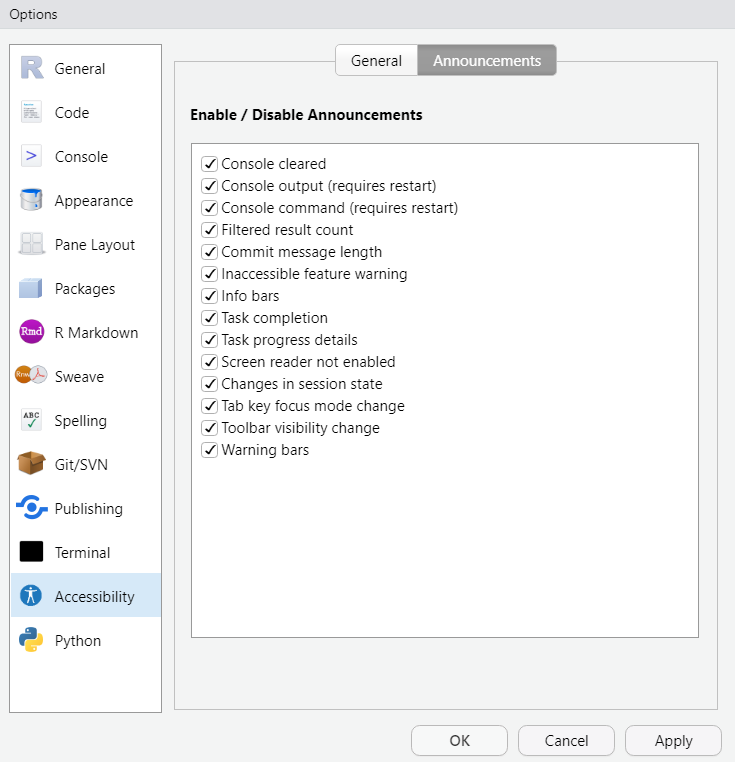 Options
General
Code
Console
Appearance
Pane Layout
Packages
Rmd R Markdown
Rnw Sweave
ABC Spelling
Git/SVN
Publishing
Terminal
Accessibility
Python
General Announcements
Enable / Disable Announcements
Console cleared
Console output (requires restart)
Console command (requires restart)
Filtered result count
Commit message length
Inaccessible feature warning
Info bars
Task completion
Task progress details
Screen reader not enabled
Changes in session state
Tab key focus mode change
Toolbar visibility change
Warning bars
OK Cancel Apply